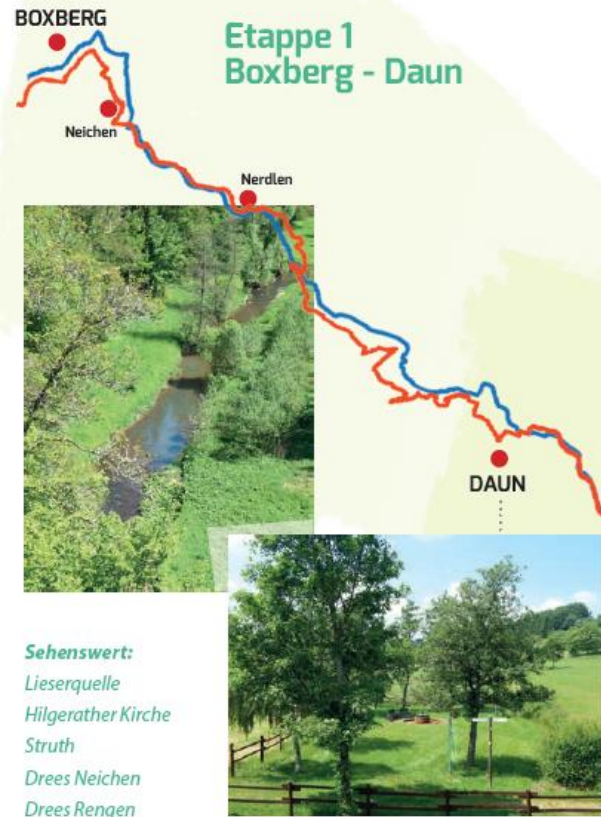 BOXBERG
Etappe 1
Boxberg - Daun
Neichen
Nerdlen
DAUN
Sehenswert:
Lieserquelle
Hilgerather Kirche
Struth
Drees Neichen
Drees Rengen